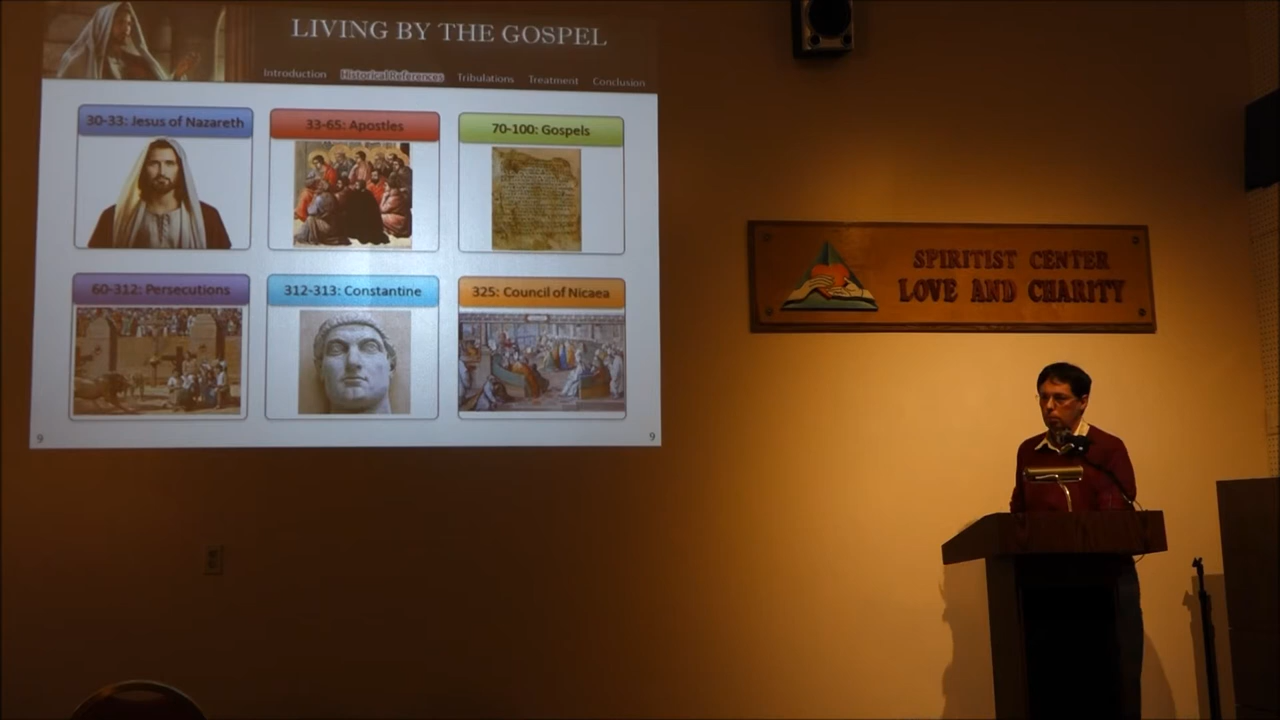 LIVING BY THE GOSPEL
Introduction Historical References Tribulations Treatment Conclusion
30-33: Jesus of Nazareth
33-65: Apostles
70-100: Gospels
60-312: Persecutions
312-313: Constantine
325: Council of Nicaea
9
9
SPIRITIST CENTER
LOVE AND CHARITY